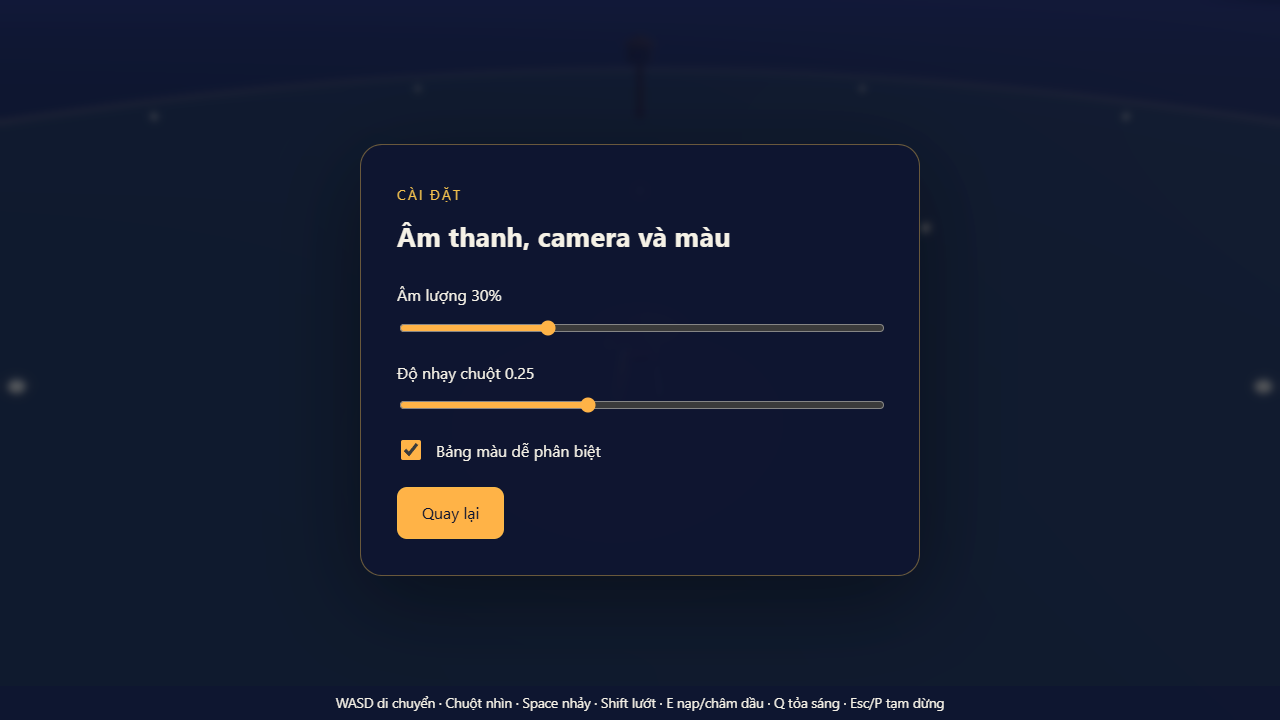 CÀI ĐẶT
Âm thanh, camera và màu
Âm lượng 30%
Độ nhạy chuột 0.25
Bảng màu dễ phân biệt
Quay lại
WASD di chuyển · Chuột nhìn · Space nhảy · Shift lướt · E nạp/châm dầu · Q tỏa sáng · Esc/P tạm dừng